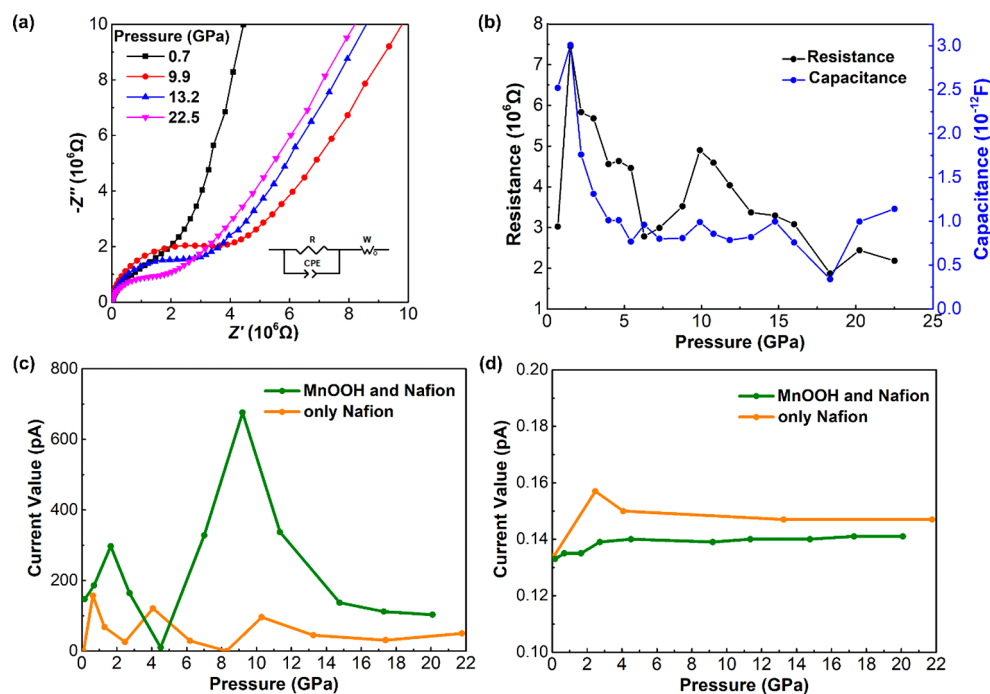 (a)
Pressure (GPa)
0.7
9.9
13.2
22.5
10
8
6
4
2
0
-Z″ (10⁶Ω)
R
CPE
W
0 2 4 6 8 10
Z′ (10⁶Ω)
(b)
Resistance
Capacitance
8
7
6
5
4
3
2
1
Resistance (10⁶Ω)
3.0
2.5
2.0
1.5
1.0
0.5
0.0
Capacitance (10⁻¹²F)
0 5 10 15 20 25
Pressure (GPa)
(c)
MnOOH and Nafion
only Nafion
800
600
400
200
0
Current Value (pA)
0 2 4 6 8 10 12 14 16 18 20 22
Pressure (GPa)
(d)
MnOOH and Nafion
only Nafion
0.20
0.18
0.16
0.14
0.12
0.10
Current Value (pA)
0 2 4 6 8 10 12 14 16 18 20 22
Pressure (GPa)